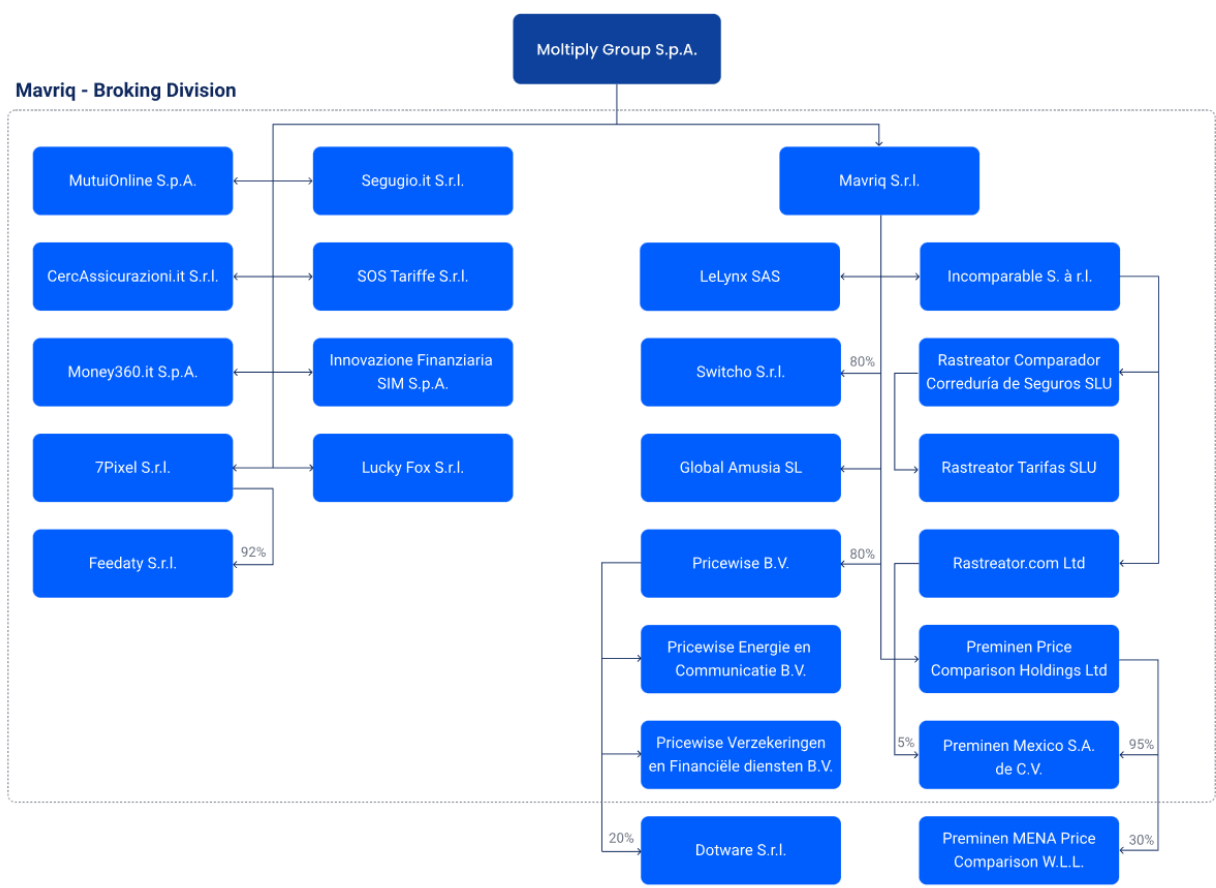 Moltiply Group S.p.A.
Mavriq - Broking Division
MutuiOnline S.p.A.
Segugio.it S.r.l.
Mavriq S.r.l.
CercAssicurazioni.it S.r.l.
SOS Tariffe S.r.l.
LeLynx SAS
Incomparable S. à r.l.
Money360.it S.p.A.
Innovazione Finanziaria
SIM S.p.A.
Switcho S.r.l.
80%
Rastreator Comparador
Correduría de Seguros SLU
7Pixel S.r.l.
Lucky Fox S.r.l.
Global Amusia SL
Rastreator Tarifas SLU
Feedaty S.r.l.
92%
Pricewise B.V.
80%
Rastreator.com Ltd
Pricewise Energie en
Communicatie B.V.
Preminen Price
Comparison Holdings Ltd
Pricewise Verzekeringen
en Financiële diensten B.V.
5%
Preminen Mexico S.A.
de C.V.
95%
20%
Dotware S.r.l.
Preminen MENA Price
Comparison W.L.L.
30%